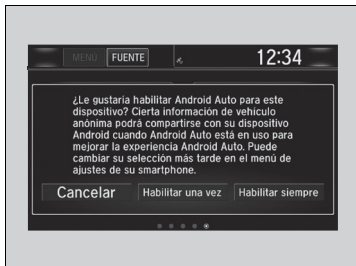 MENÚ FUENTE 12:34
¿Le gustaría habilitar Android Auto para este
dispositivo? Cierta información de vehículo
anónima podrá compartirse con su dispositivo
Android cuando Android Auto está en uso para
mejorar la experiencia Android Auto. Puede
cambiar su selección más tarde en el menú de
ajustes de su smartphone.
Cancelar Habilitar una vez Habilitar siempre